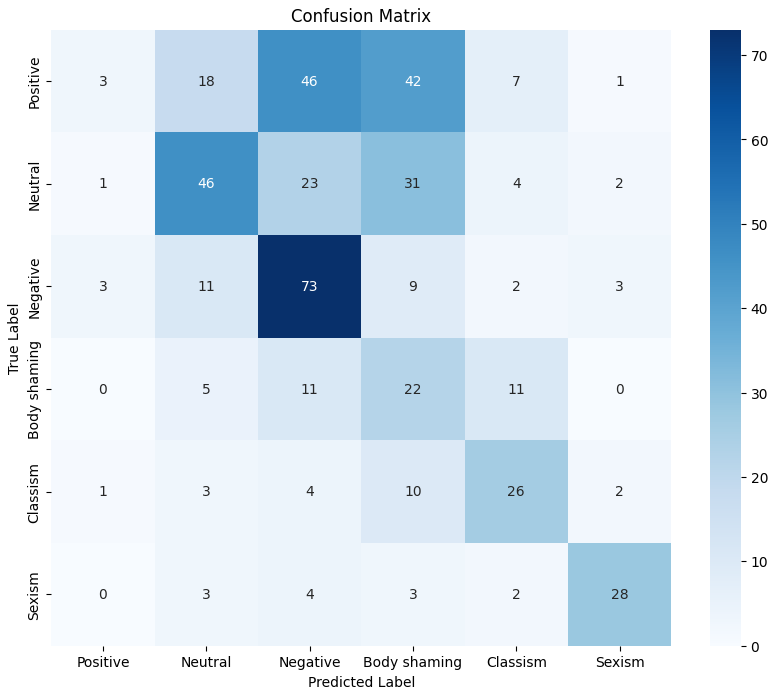 Confusion Matrix
True Label
Positive 3 18 46 42 7 1
Neutral 1 46 23 31 4 2
Negative 3 11 73 9 2 3
Body shaming 0 5 11 22 11 0
Classism 1 3 4 10 26 2
Sexism 0 3 4 3 2 28
Positive Neutral Negative Body shaming Classism Sexism
Predicted Label
70
60
50
40
30
20
10
0